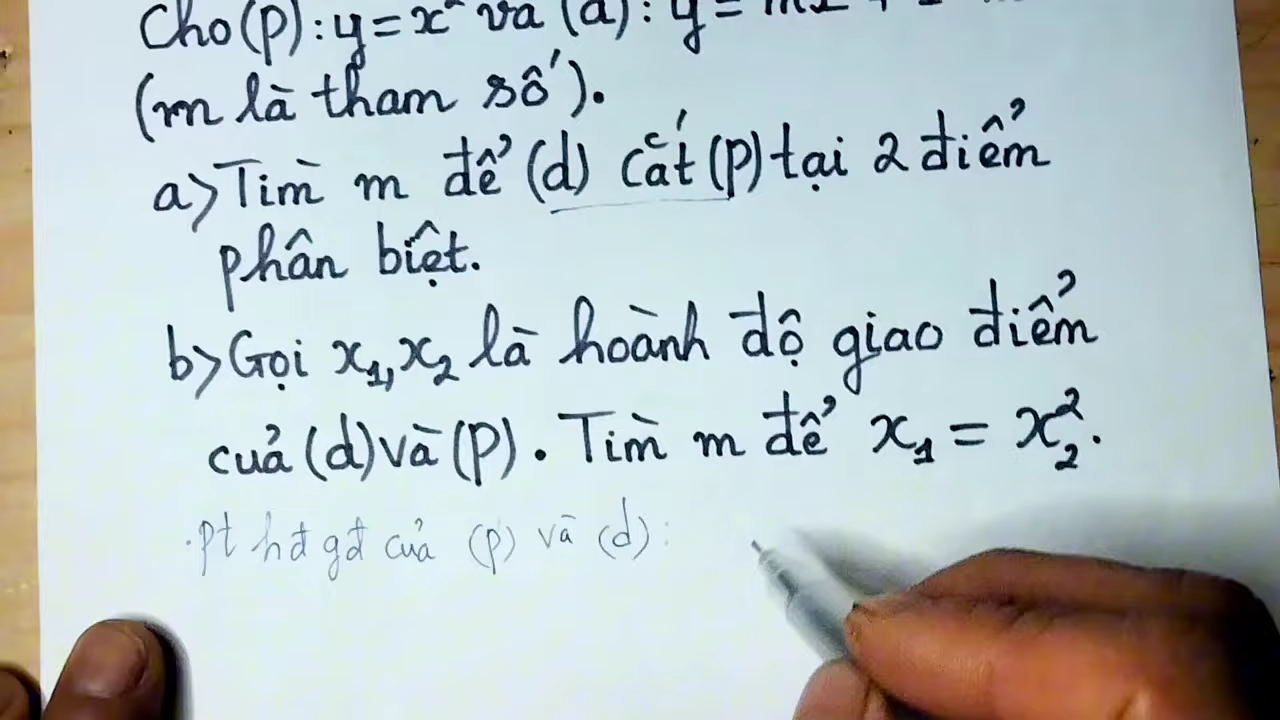 Cho (P): y = x² và (d): y =
(m là tham số).
a> Tìm m để (d) cắt (P) tại 2 điểm
phân biệt.
b> Gọi x₁, x₂ là hoành độ giao điểm
của (d) và (P). Tìm m để x₁ = x₂².
.pt hđ gđ của (P) và (d):